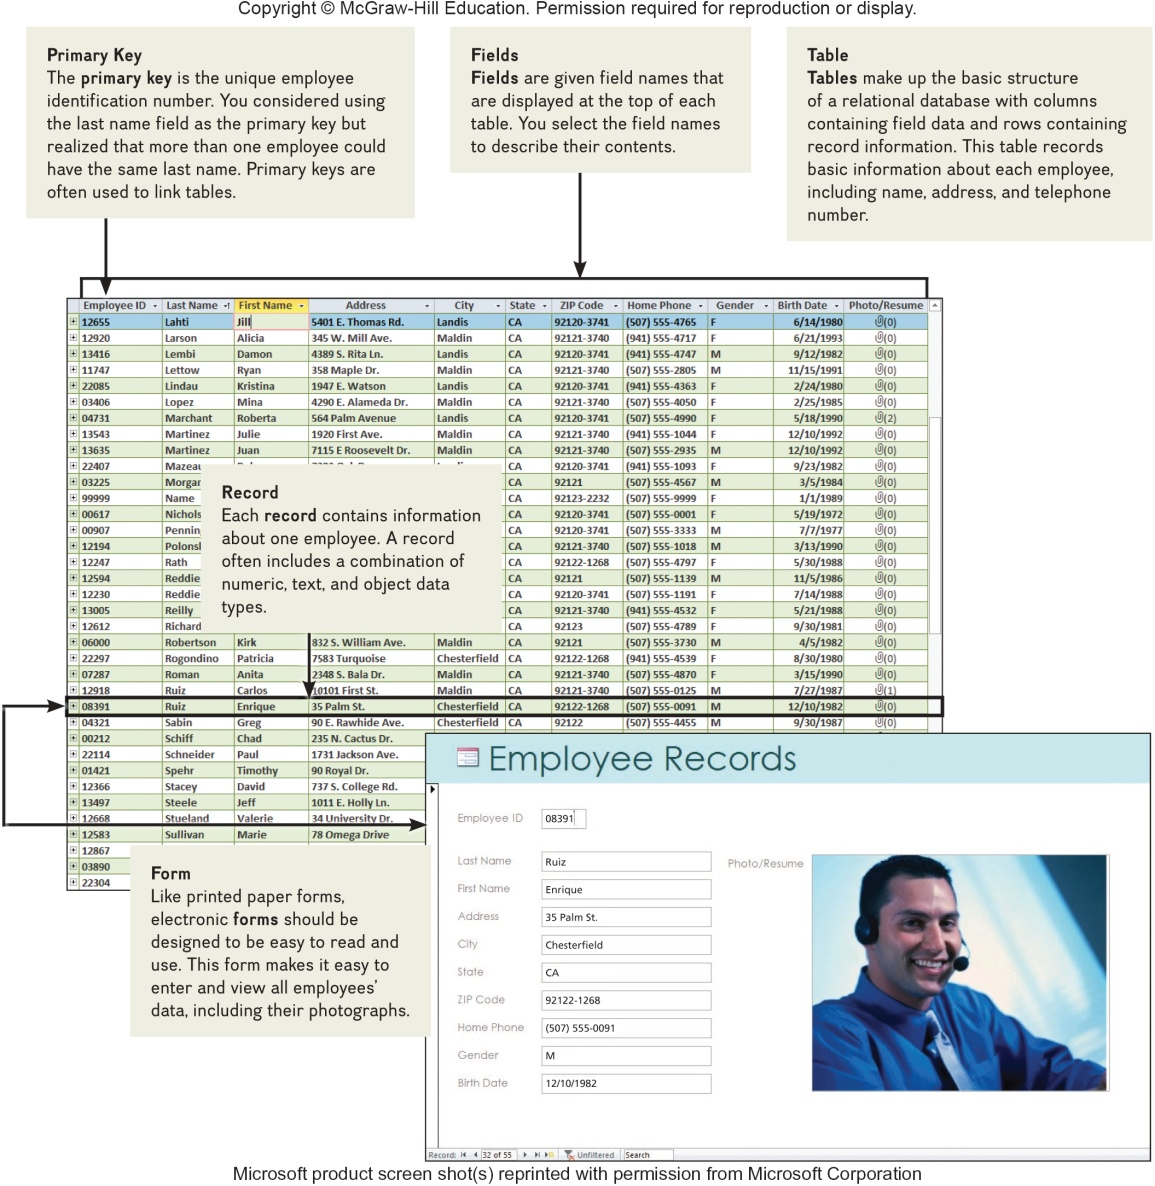 Copyright © McGraw-Hill Education. Permission required for reproduction or display.
Primary Key
The primary key is the unique employee
identification number. You considered using
the last name field as the primary key but
realized that more than one employee could
have the same last name. Primary keys are
often used to link tables.
Fields
Fields are given field names that
are displayed at the top of each
table. You select the field names
to describe their contents.
Table
Tables make up the basic structure
of a relational database with columns
containing field data and rows containing
record information. This table records
basic information about each employee,
including name, address, and telephone
number.
Employee ID Last Name First Name Address City State ZIP Code Home Phone Gender Birth Date Photo/Resume
12655 Lahti Jill 5401 E. Thomas Rd. Landis CA 92120-3741 (507) 555-4765 F 6/14/1980 (0)
12920 Larson Alicia 345 W. Mill Ave. Maldin CA 92121-3740 (941) 555-4717 F 6/21/1993 (0)
13416 Lembi Damon 4389 S. Rita Ln. Landis CA 92120-3741 (941) 555-4747 M 9/12/1982 (0)
11747 Lettow Ryan 358 Maple Dr. Maldin CA 92121-3740 (507) 555-2805 M 11/15/1991 (0)
22085 Lindau Kristina 1947 E. Watson Landis CA 92120-3741 (941) 555-4363 F 2/24/1980 (0)
03406 Lopez Mina 4290 E. Alameda Dr. Maldin CA 92121-3740 (507) 555-4050 F 2/25/1985 (0)
04731 Marchant Roberta 564 Palm Avenue Landis CA 92120-3741 (507) 555-4990 F 5/18/1990 (2)
13543 Martinez Julie 1920 First Ave. Maldin CA 92121-3740 (941) 555-1044 F 12/10/1992 (0)
13635 Martinez Juan 7115 E Roosevelt Dr. Maldin CA 92121-3740 (507) 555-2935 M 12/10/1992 (0)
22407 Mazeau CA 92120-3741 (941) 555-1093 F 9/23/1982 (0)
03225 Morgan CA 92121 (507) 555-4567 M 3/5/1984 (0)
99999 Name CA 92123-2232 (507) 555-9999 F 1/1/1989 (0)
00617 Nichols CA 92120-3741 (507) 555-0001 F 5/19/1972 (0)
00907 Pennin CA 92120-3741 (507) 555-3333 M 7/7/1977 (0)
12194 Polonsl CA 92121-3740 (507) 555-1018 M 3/13/1990 (0)
12247 Rath CA 92122-1268 (507) 555-4797 F 5/30/1988 (0)
12594 Reddie CA 92121 (507) 555-1139 M 11/5/1986 (0)
12230 Reddie CA 92120-3741 (507) 555-1191 F 7/14/1988 (0)
13005 Reilly CA 92121-3740 (941) 555-4532 F 5/21/1988 (0)
12612 Richard CA 92123 (507) 555-4789 F 9/30/1981 (0)
Record
Each record contains information
about one employee. A record
often includes a combination of
numeric, text, and object data
types.
06000 Robertson Kirk 832 S. William Ave. Maldin CA 92121 (507) 555-3730 M 4/5/1982 (0)
22297 Rogondino Patricia 7583 Turquoise Chesterfield CA 92122-1268 (941) 555-4539 F 8/30/1980 (0)
07287 Roman Anita 2348 S. Bala Dr. Maldin CA 92121-3740 (507) 555-4870 F 3/15/1990 (0)
12918 Ruiz Carlos 10101 First St. Maldin CA 92121-3740 (507) 555-0125 M 7/27/1987 (1)
08391 Ruiz Enrique 35 Palm St. Chesterfield CA 92122-1268 (507) 555-0091 M 12/10/1982 (0)
04321 Sabin Greg 90 E. Rawhide Ave. Chesterfield CA 92122 (507) 555-4455 M 9/30/1987 (0)
00212 Schiff Chad 235 N. Cactus Dr.
22114 Schneider Paul 1731 Jackson Ave.
01421 Spehr Timothy 90 Royal Dr.
12366 Stacey David 737 S. College Rd.
13497 Steele Jeff 1011 E. Holly Ln.
12668 Stueland Valerie 34 University Dr.
12583 Sullivan Marie 78 Omega Drive
12867
03890
22304
Form
Like printed paper forms,
electronic forms should be
designed to be easy to read and
use. This form makes it easy to
enter and view all employees'
data, including their photographs.
Employee Records
Employee ID 08391
Last Name Ruiz
Photo/Resume
First Name Enrique
Address 35 Palm St.
City Chesterfield
State CA
ZIP Code 92122-1268
Home Phone (507) 555-0091
Gender M
Birth Date 12/10/1982
Record: 32 of 55 Unfiltered Search
Microsoft product screen shot(s) reprinted with permission from Microsoft Corporation